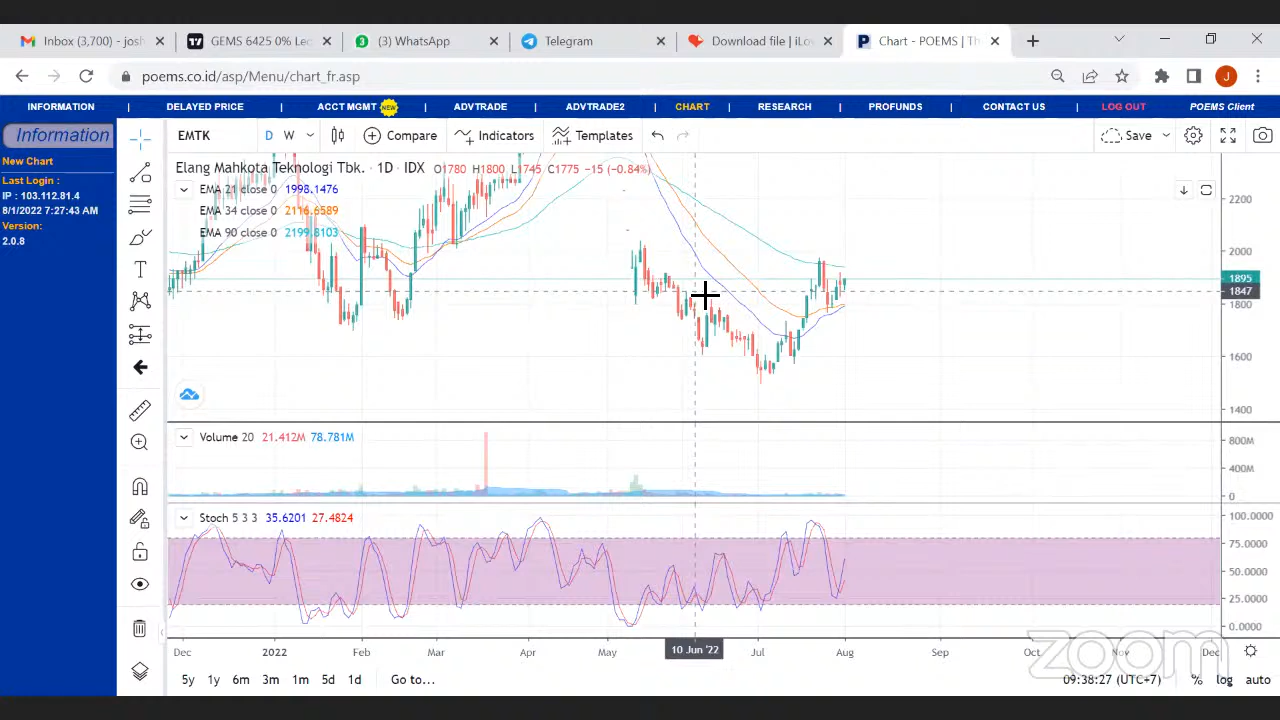 Inbox (3,700) - josh
GEMS 6425 0% Le
(3) WhatsApp
Telegram
Download file | iLo
Chart - POEMS | Th
poems.co.id/asp/Menu/chart_fr.asp
J
INFORMATION | DELAYED PRICE | ACCT MGMT NEW | ADVTRADE | ADVTRADE2 | CHART | RESEARCH | PROFUNDS | CONTACT US | LOG OUT POEMS Client
Information
New Chart
Last Login :
IP : 103.112.81.4
8/1/2022 7:27:43 AM
Version:
2.0.8
EMTK D W Compare Indicators Templates Save
Elang Mahkota Teknologi Tbk. · 1D · IDX O1780 H1800 L1745 C1775 −15 (−0.84%)
EMA 21 close 0 1998.1476
EMA 34 close 0 2116.6589
EMA 90 close 0 2199.8103
2200
2000
1895
1847
1800
1600
1400
Volume 20 21.412M 78.781M
800M
400M
0
Stoch 5 3 3 35.6201 27.4824
100.0000
75.0000
50.0000
25.0000
0.0000
Dec 2022 Feb Mar Apr May 10 Jun '22 Jul Aug Sep Oct Nov Dec
zoom
5y 1y 6m 3m 1m 5d 1d Go to... 09:38:27 (UTC+7) % log auto